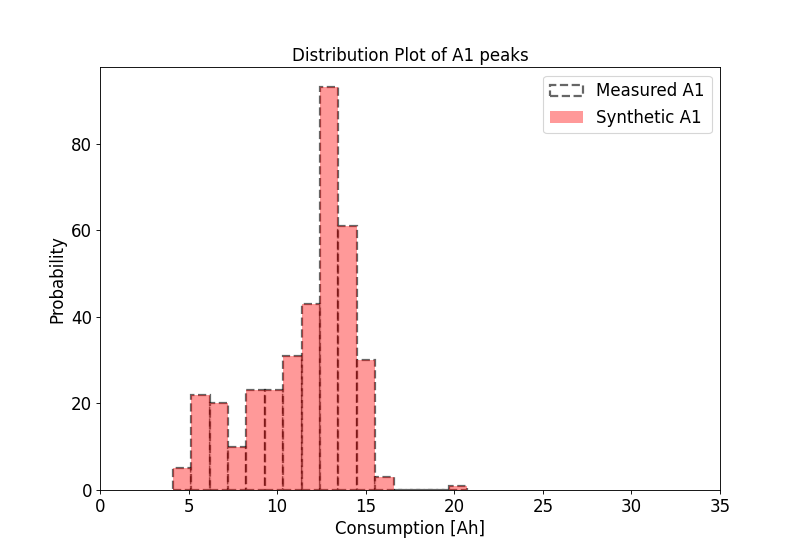 Distribution Plot of A1 peaks
Measured A1
Synthetic A1
Probability
80
60
40
20
0
0 5 10 15 20 25 30 35
Consumption [Ah]